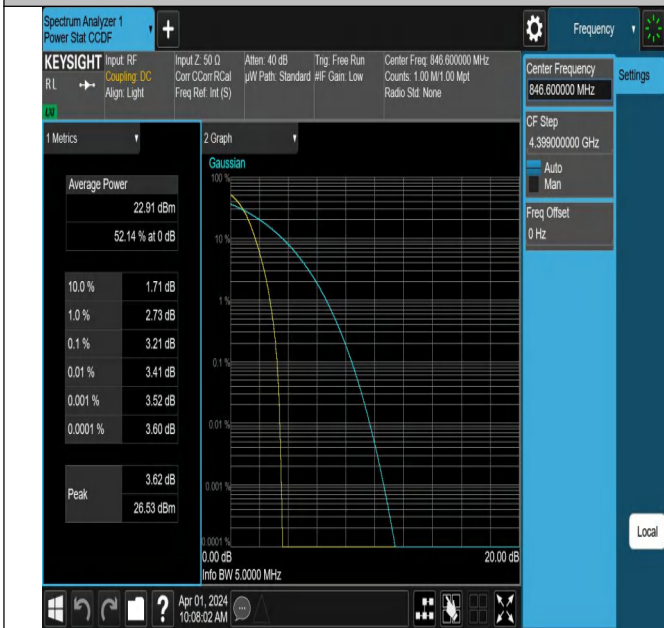 Spectrum Analyzer 1
Power Stat CCDF
+
Frequency
KEYSIGHT
RL
LXI
Input: RF
Coupling: DC
Align: Light
Input Z: 50 Ω
Corr CCorr RCal
Freq Ref: Int (S)
Atten: 40 dB
µW Path: Standard
Trig: Free Run
#IF Gain: Low
Center Freq: 846.600000 MHz
Counts: 1.00 M/1.00 Mpt
Radio Std: None
Center Frequency
846.600000 MHz
Settings
CF Step
4.399000000 GHz
Auto
Man
Freq Offset
0 Hz
Local
1 Metrics
Average Power
22.91 dBm
52.14 % at 0 dB
10.0 % 1.71 dB
1.0 % 2.73 dB
0.1 % 3.21 dB
0.01 % 3.41 dB
0.001 % 3.52 dB
0.0001 % 3.60 dB
Peak
3.62 dB
26.53 dBm
2 Graph
Gaussian
100 %
10 %
1 %
0.1 %
0.01 %
0.001 %
0.0001 %
0.00 dB 20.00 dB
Info BW 5.0000 MHz
?
Apr 01, 2024
10:08:02 AM